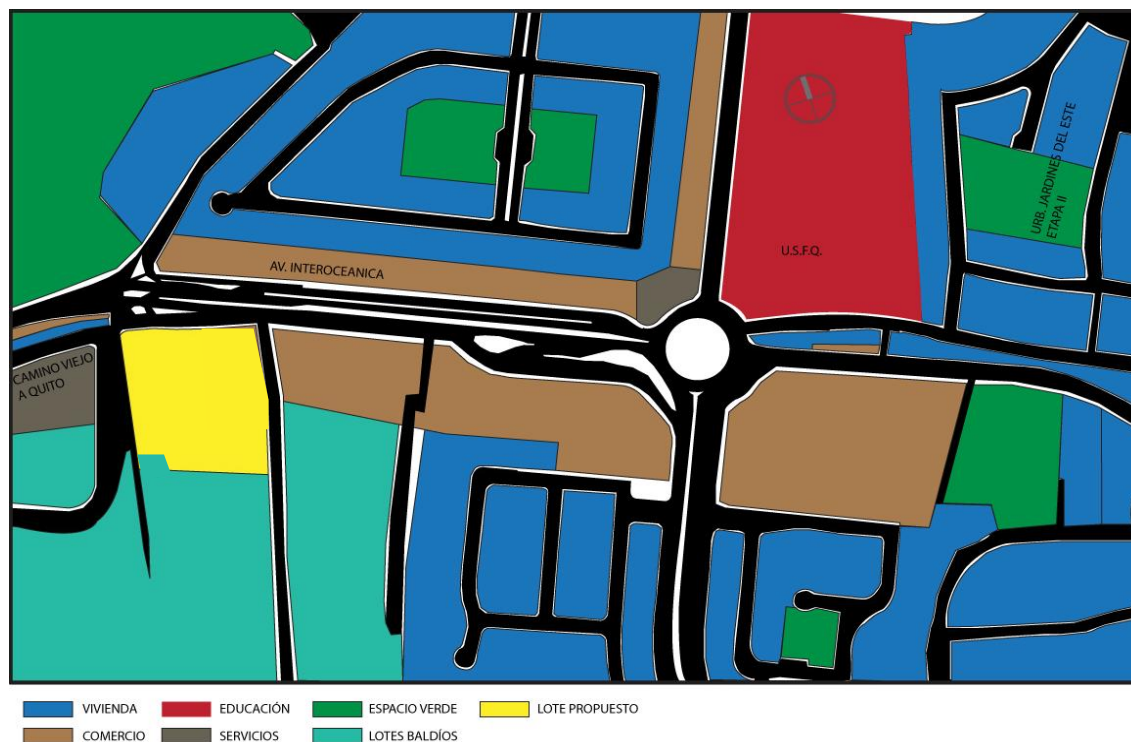 AV. INTEROCEANICA
U.S.F.Q.
URB. JARDINES DEL ESTE
ETAPA II
CAMINO VIEJO
A QUITO
VIVIENDA
EDUCACIÓN
ESPACIO VERDE
LOTE PROPUESTO
COMERCIO
SERVICIOS
LOTES BALDÍOS